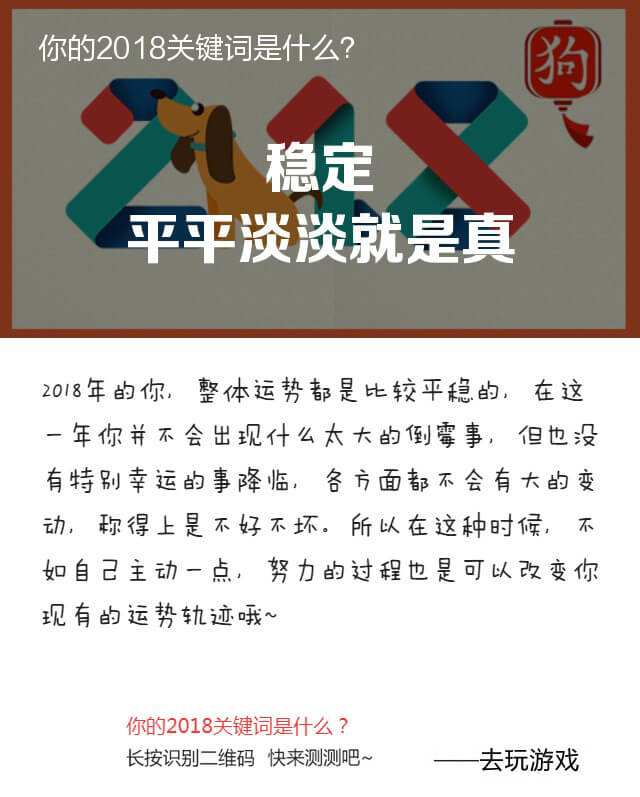 你的2018关键词是什么？
狗
2018
稳定
平平淡淡就是真
2018年的你，整体运势都是比较平稳的，在这
一年你并不会出现什么太大的倒霉事，但也没
有特别幸运的事降临，各方面都不会有大的变
动，称得上是不好不坏。所以在这种时候，不
如自己主动一点，努力的过程也是可以改变你
现有的运势轨迹哦~
你的2018关键词是什么？
长按识别二维码 快来测测吧~
——去玩游戏